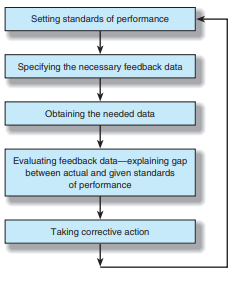 Setting standards of performance
Specifying the necessary feedback data
Obtaining the needed data
Evaluating feedback data—explaining gap
between actual and given standards
of performance
Taking corrective action